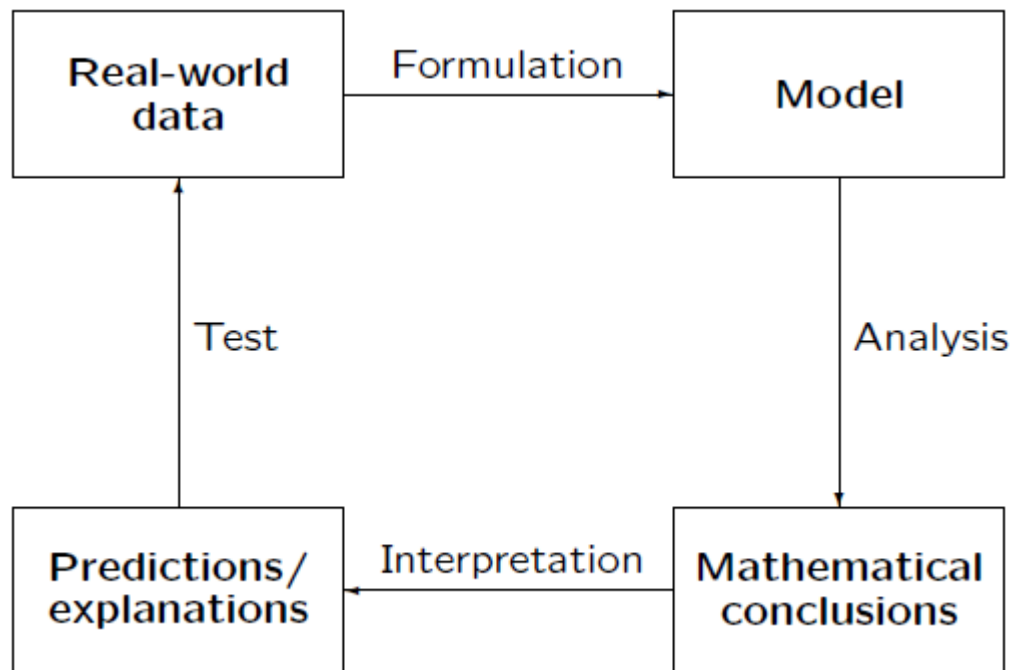 Real-world
data
Formulation
Model
Test
Analysis
Predictions/
explanations
Interpretation
Mathematical
conclusions